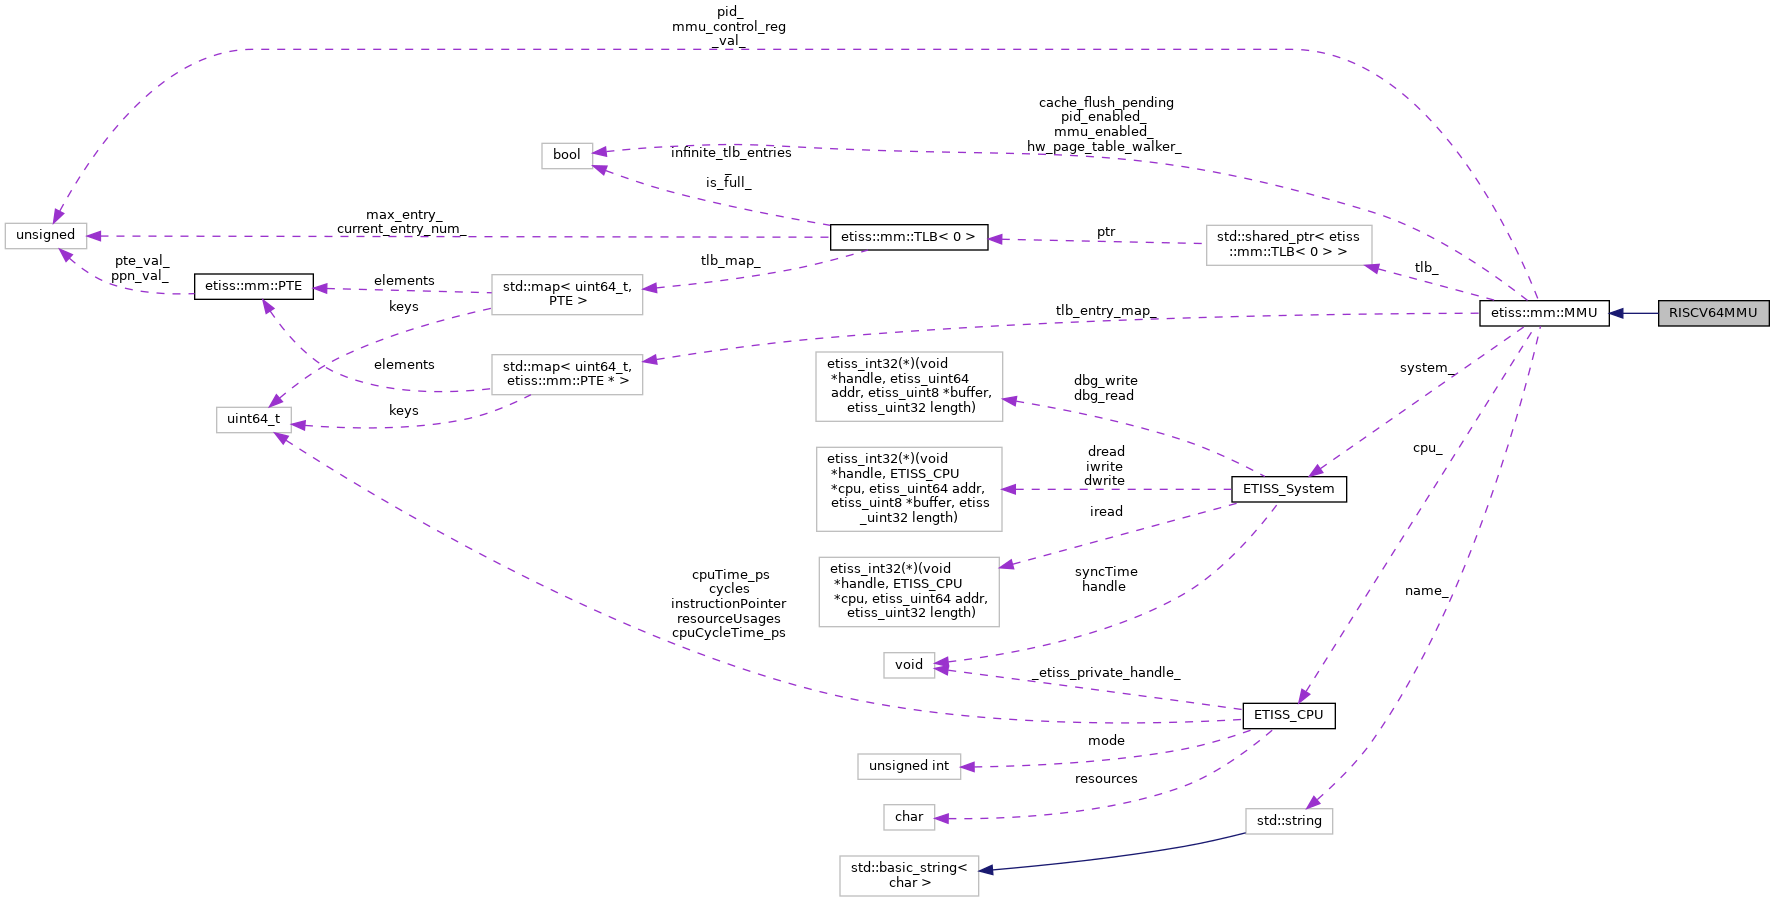 pid_
mmu_control_reg
_val_
cache_flush_pending
pid_enabled_
mmu_enabled_
hw_page_table_walker_
bool
infinite_tlb_entries
_
is_full_
unsigned
max_entry_
current_entry_num_
etiss::mm::TLB< 0 >
ptr
std::shared_ptr< etiss
::mm::TLB< 0 > >
tlb_
pte_val_
ppn_val_
etiss::mm::PTE
elements
keys
std::map< uint64_t,
PTE >
tlb_map_
tlb_entry_map_
etiss::mm::MMU
RISCV64MMU
elements
keys
std::map< uint64_t,
etiss::mm::PTE * >
uint64_t
etiss_int32(*)(void
*handle, etiss_uint64
addr, etiss_uint8 *buffer,
etiss_uint32 length)
dbg_write
dbg_read
system_
cpu_
etiss_int32(*)(void
*handle, ETISS_CPU
*cpu, etiss_uint64 addr,
etiss_uint8 *buffer, etiss
_uint32 length)
dread
iwrite
dwrite
ETISS_System
iread
etiss_int32(*)(void
*handle, ETISS_CPU
*cpu, etiss_uint64 addr,
etiss_uint32 length)
syncTime
handle
name_
cpuTime_ps
cycles
instructionPointer
resourceUsages
cpuCycleTime_ps
void
_etiss_private_handle_
ETISS_CPU
mode
unsigned int
resources
char
std::string
std::basic_string<
char >